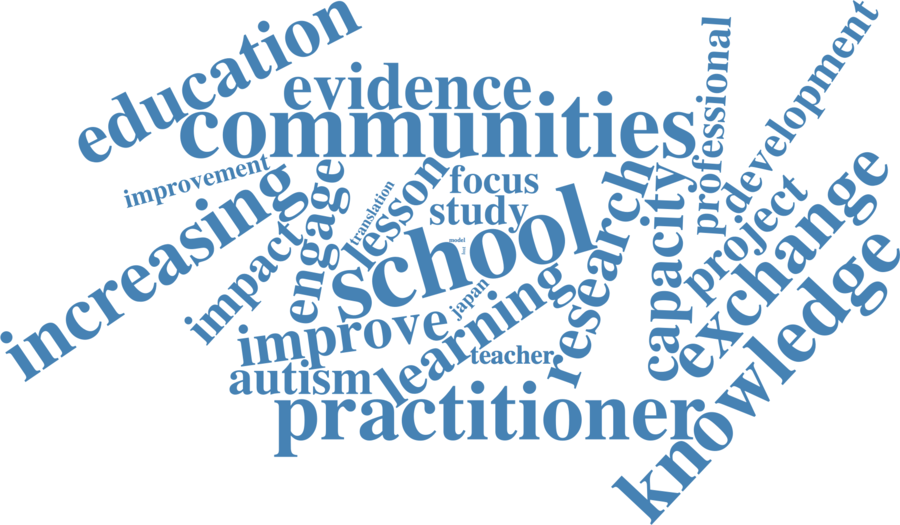 education
evidence
communities
professional
development
improvement
increasing
engage
translation
lesson
focus
study
research
capacity
project
exchange
impact
school
model
japan
improve
learning
teacher
knowledge
autism
practitioner